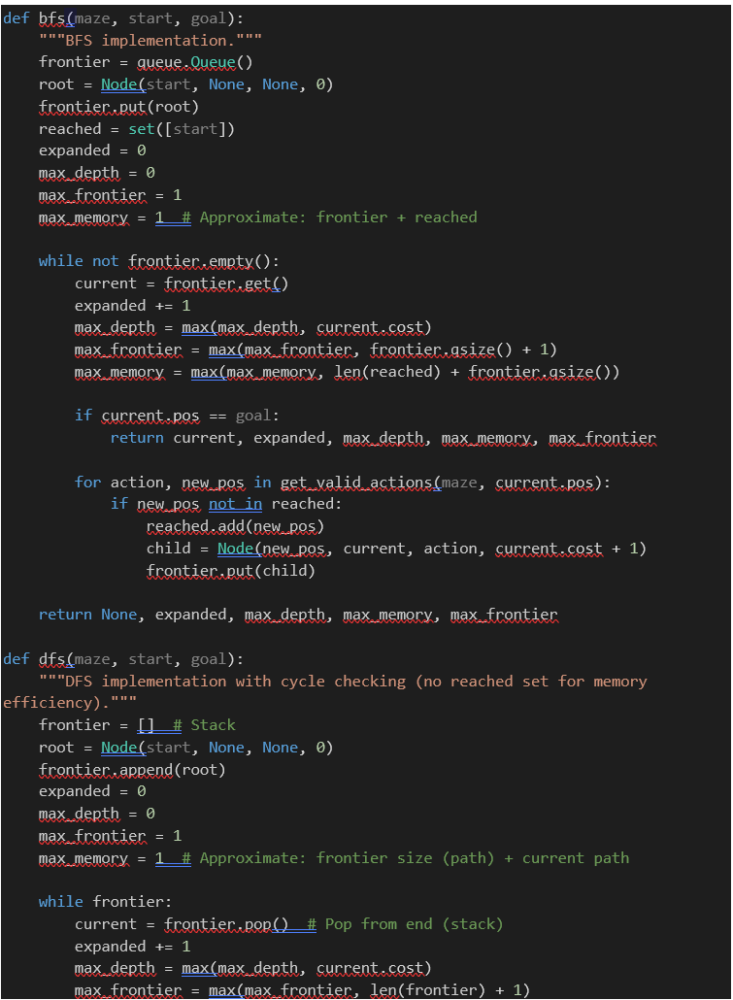 def bfs(maze, start, goal):
    """BFS implementation."""
    frontier = queue.Queue()
    root = Node(start, None, None, 0)
    frontier.put(root)
    reached = set([start])
    expanded = 0
    max_depth = 0
    max_frontier = 1
    max_memory = 1  # Approximate: frontier + reached

    while not frontier.empty():
        current = frontier.get()
        expanded += 1
        max_depth = max(max_depth, current.cost)
        max_frontier = max(max_frontier, frontier.qsize() + 1)
        max_memory = max(max_memory, len(reached) + frontier.qsize())

        if current.pos == goal:
            return current, expanded, max_depth, max_memory, max_frontier

        for action, new_pos in get_valid_actions(maze, current.pos):
            if new_pos not in reached:
                reached.add(new_pos)
                child = Node(new_pos, current, action, current.cost + 1)
                frontier.put(child)

    return None, expanded, max_depth, max_memory, max_frontier

def dfs(maze, start, goal):
    """DFS implementation with cycle checking (no reached set for memory
efficiency)."""
    frontier = []  # Stack
    root = Node(start, None, None, 0)
    frontier.append(root)
    expanded = 0
    max_depth = 0
    max_frontier = 1
    max_memory = 1  # Approximate: frontier size (path) + current path

    while frontier:
        current = frontier.pop()  # Pop from end (stack)
        expanded += 1
        max_depth = max(max_depth, current.cost)
        max_frontier = max(max_frontier, len(frontier) + 1)